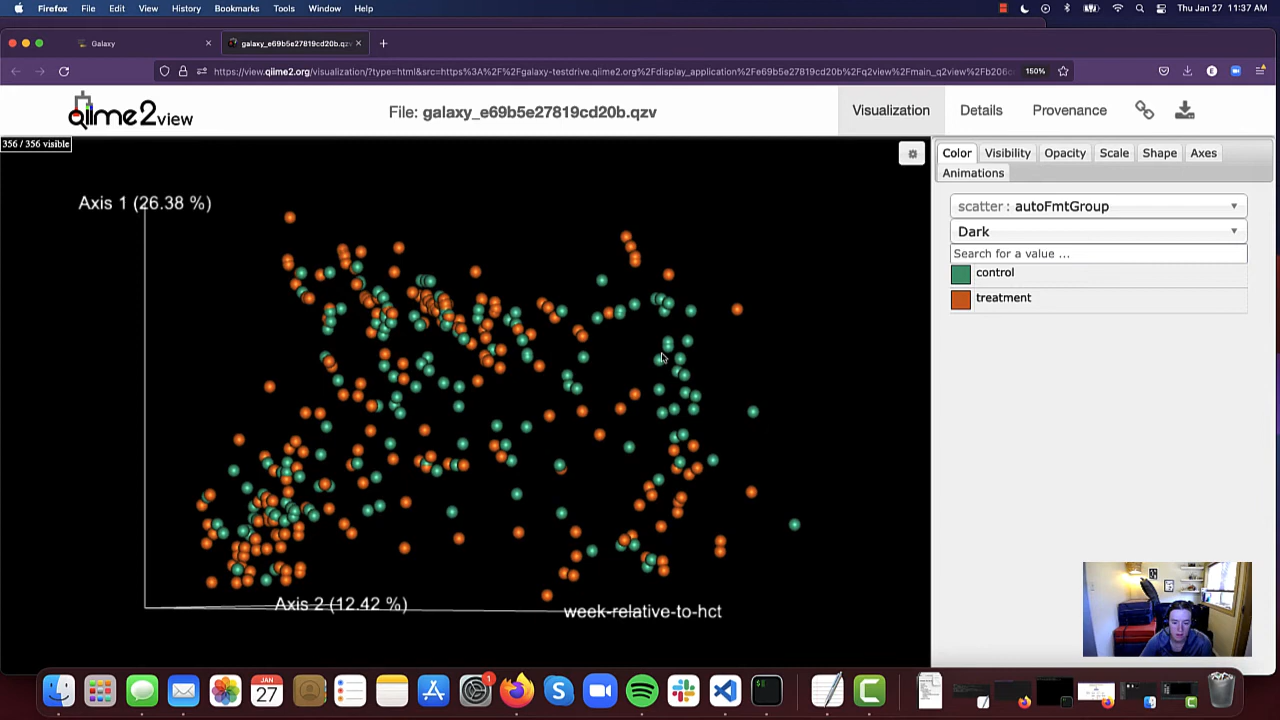 Firefox File Edit View History Bookmarks Tools Window Help Thu Jan 27 11:37 AM
Galaxy galaxy_e69b5e27819cd20b.qzv
https://view.qiime2.org/visualization/?type=html&src=https%3A%2F%2Fgalaxy-testdrive.qiime2.org%2Fdisplay_application%2Fe69b5e27819cd20b%2Fq2view%2Fmain_q2view%2Fb206c 150%
qiime2view File: galaxy_e69b5e27819cd20b.qzv Visualization Details Provenance
356 / 356 visible
Color Visibility Opacity Scale Shape Axes
Animations
Axis 1 (26.38 %)
scatter : autoFmtGroup
Dark
Search for a value ...
control
treatment
Axis 2 (12.42 %)
week-relative-to-hct
JAN
27
1